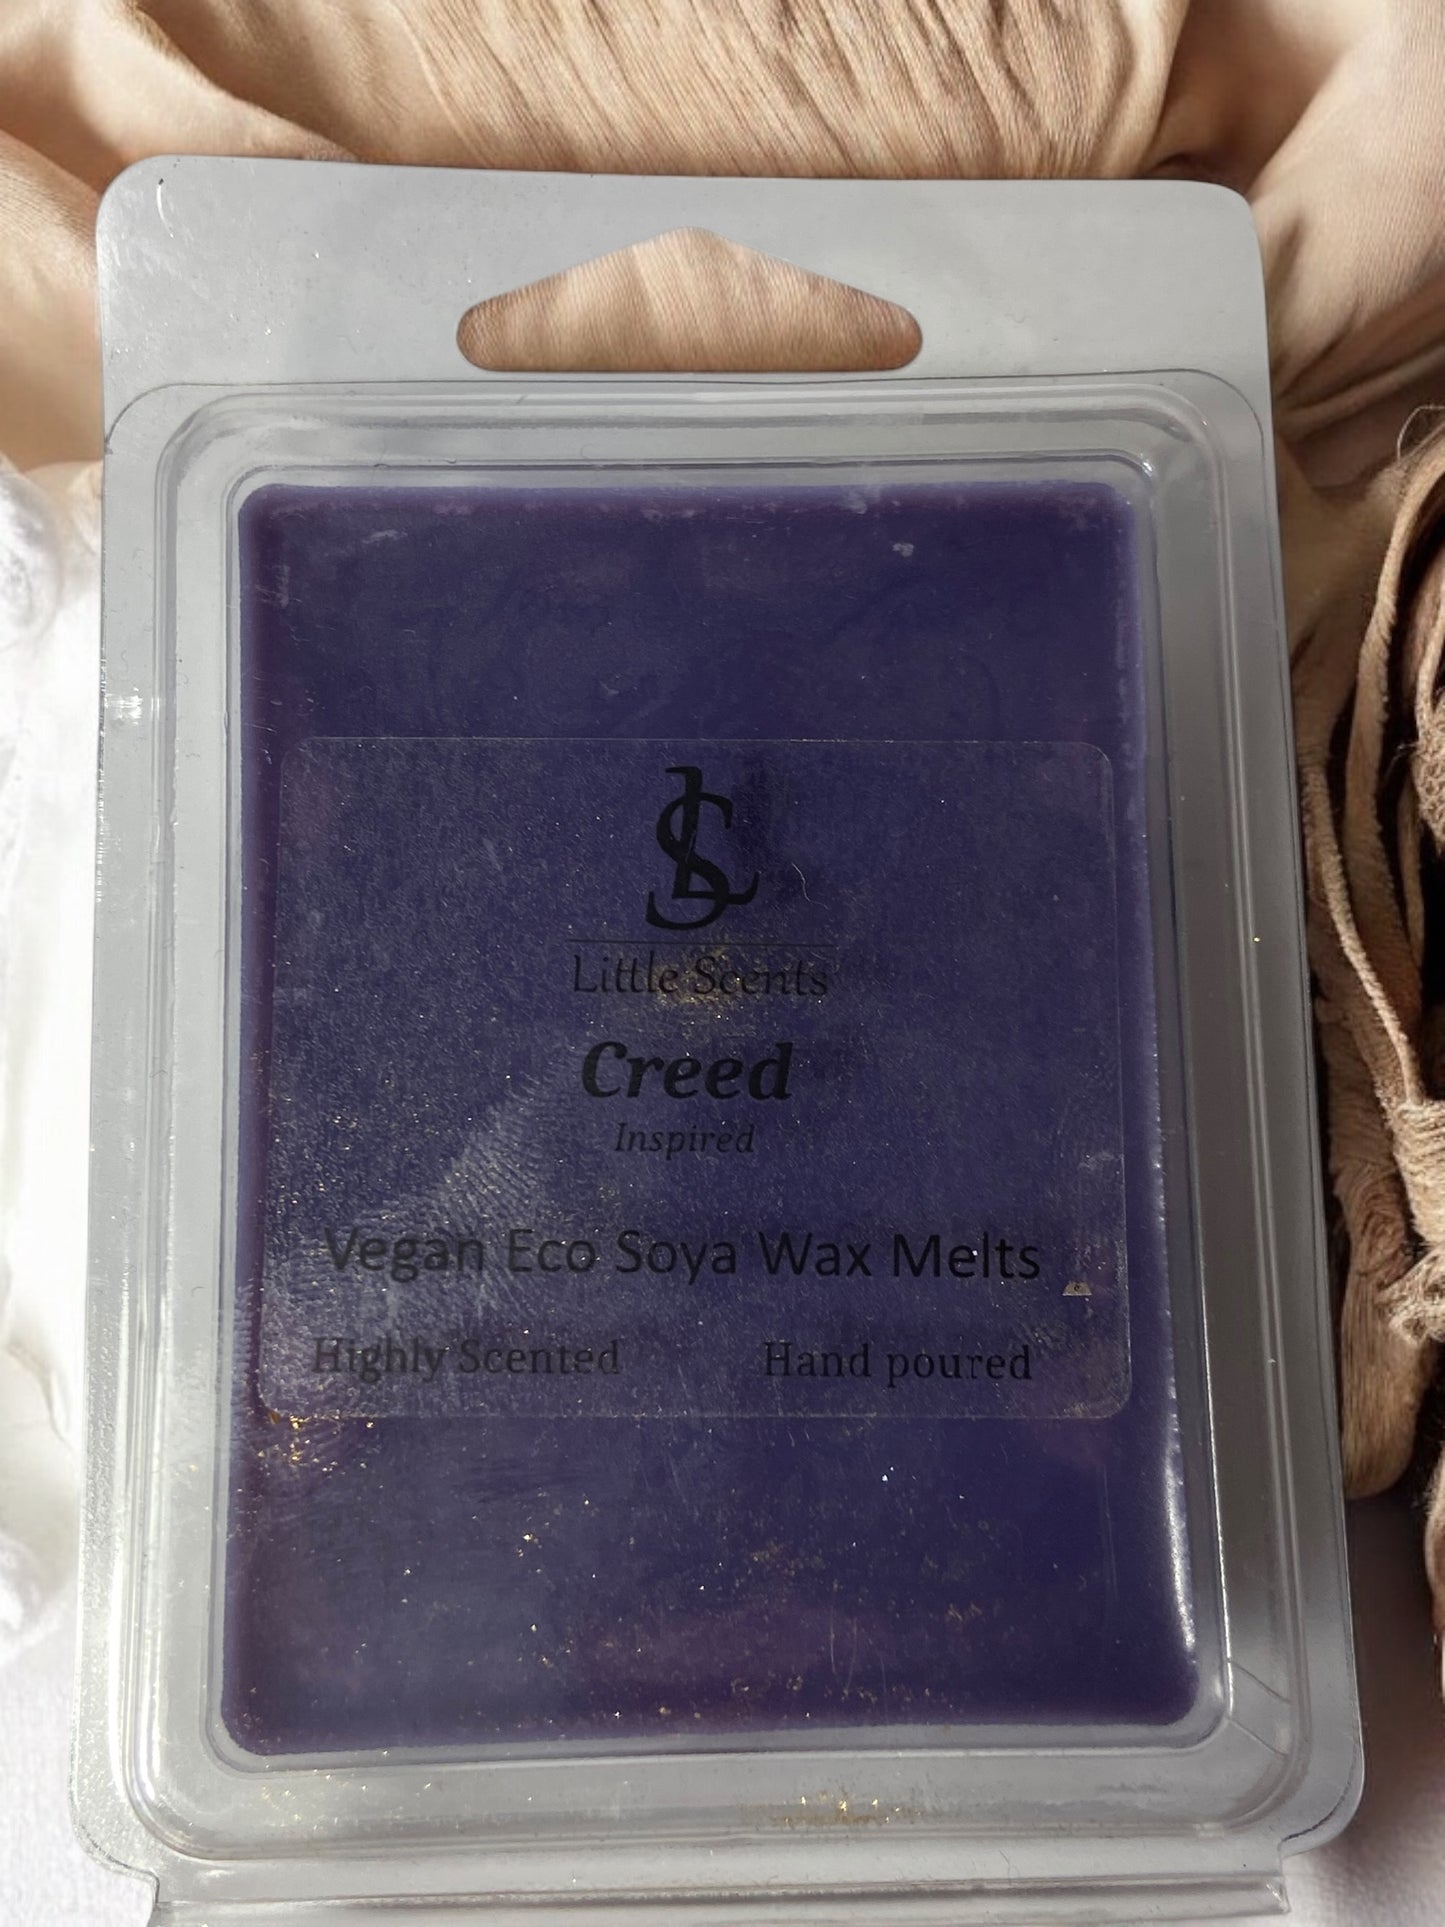 LS
Little Scents
Creed
Inspired
Vegan Eco Soya Wax Melts
Highly Scented Hand poured